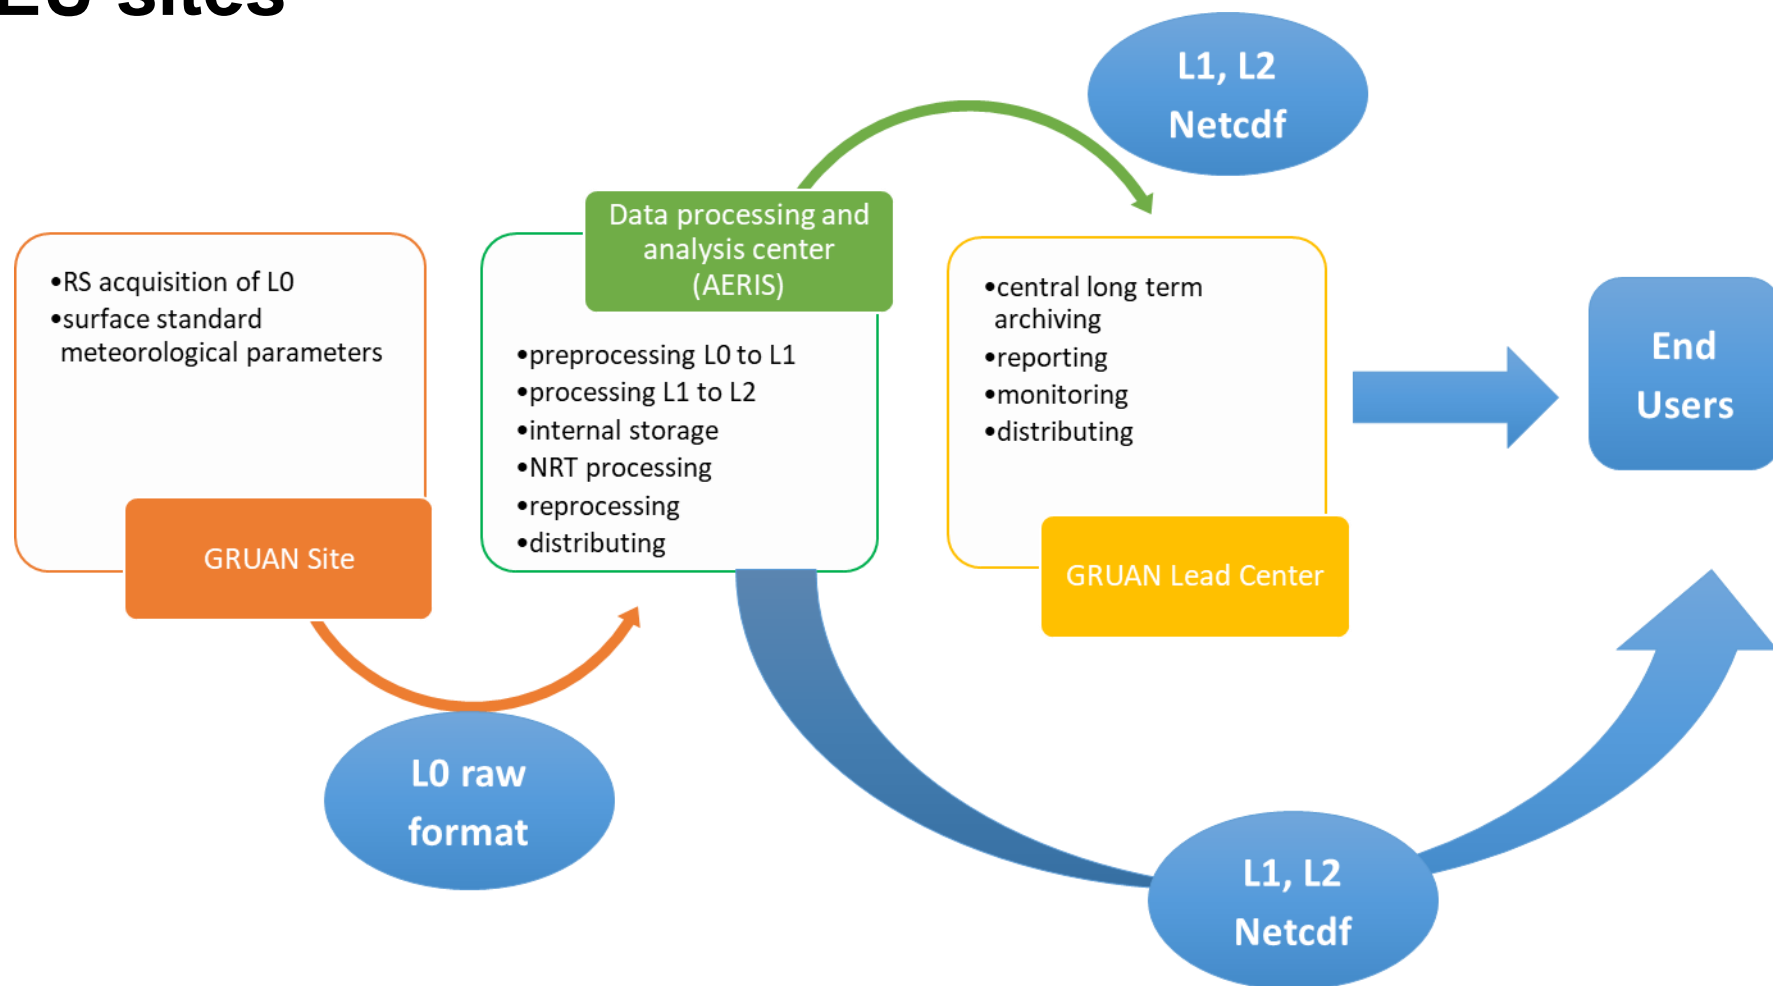 EU sites
L1, L2
Netcdf
Data processing and
analysis center
(AERIS)
•RS acquisition of L0
•surface standard
meteorological parameters
GRUAN Site
•preprocessing L0 to L1
•processing L1 to L2
•internal storage
•NRT processing
•reprocessing
•distributing
•central long term
archiving
•reporting
•monitoring
•distributing
GRUAN Lead Center
End
Users
L0 raw
format
L1, L2
Netcdf